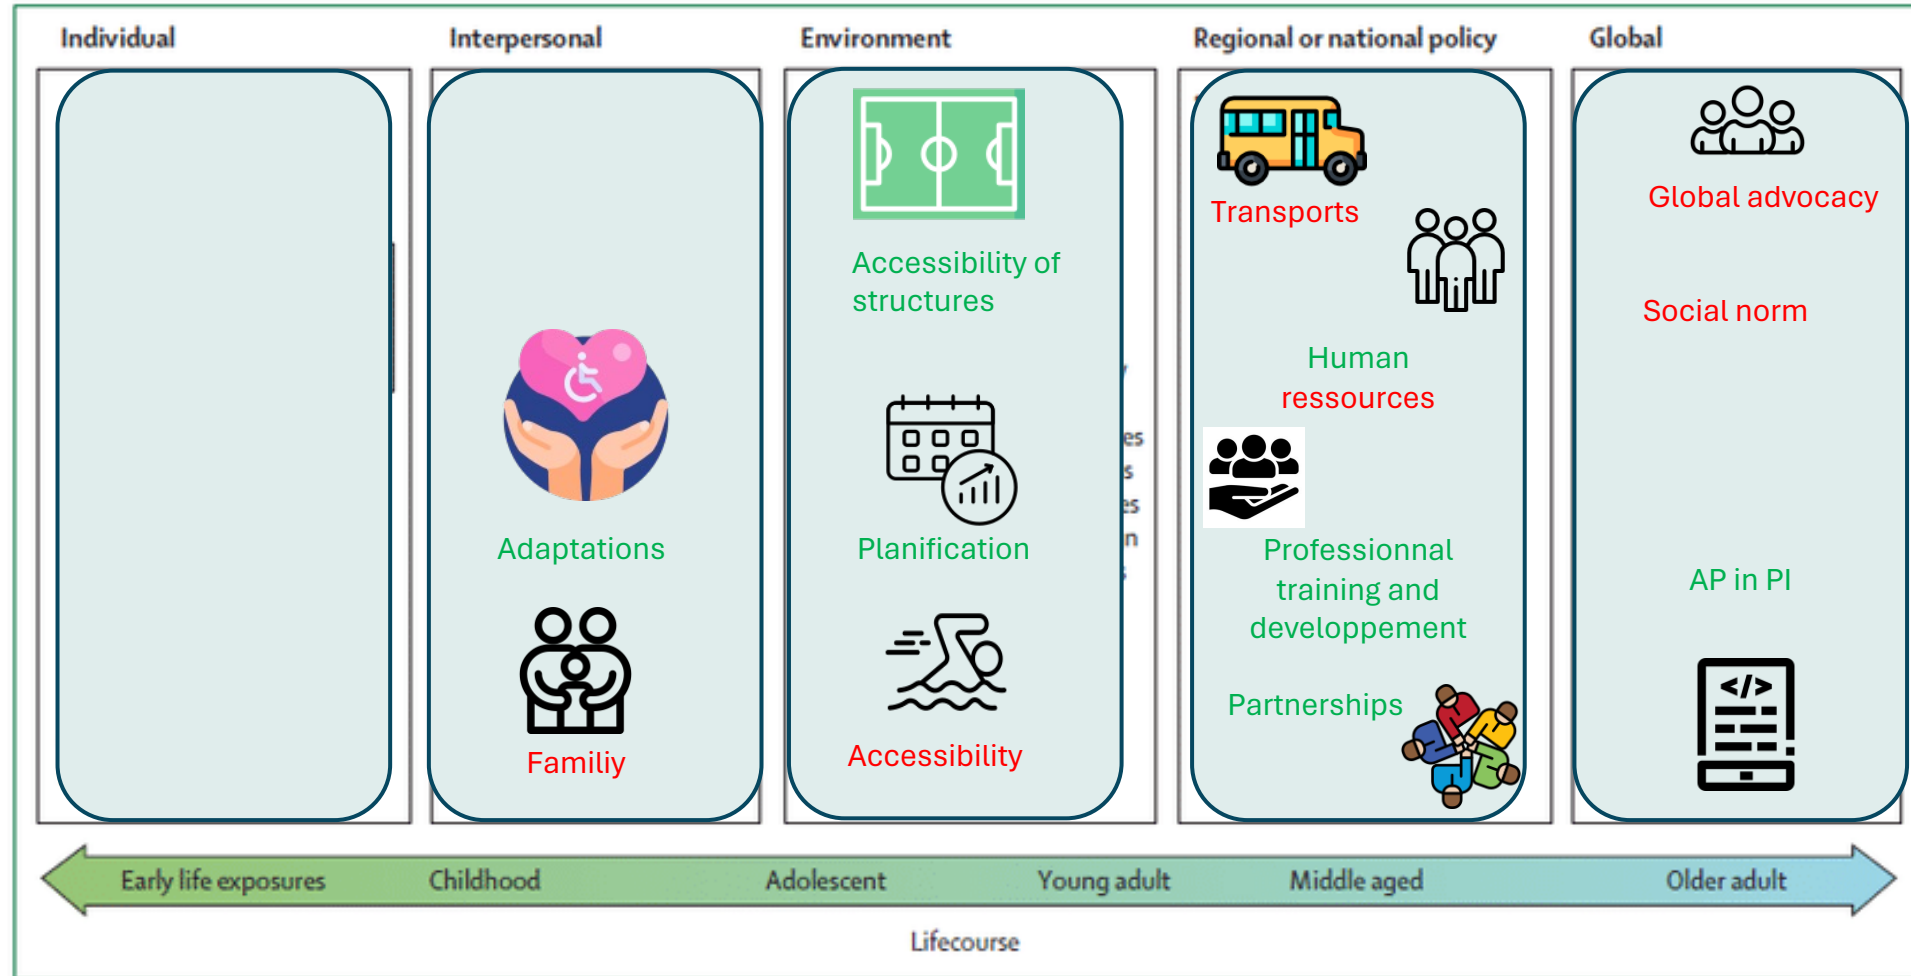 Individual
Interpersonal
Environment
Regional or national policy
Global
Adaptations
Familiy
Accessibility of
structures
Planification
Accessibility
es
s
es
n
Transports
Human
ressources
Professionnal
training and
developpement
Partnerships
Global advocacy
Social norm
AP in PI
</>
Early life exposures
Childhood
Adolescent
Young adult
Middle aged
Older adult
Lifecourse